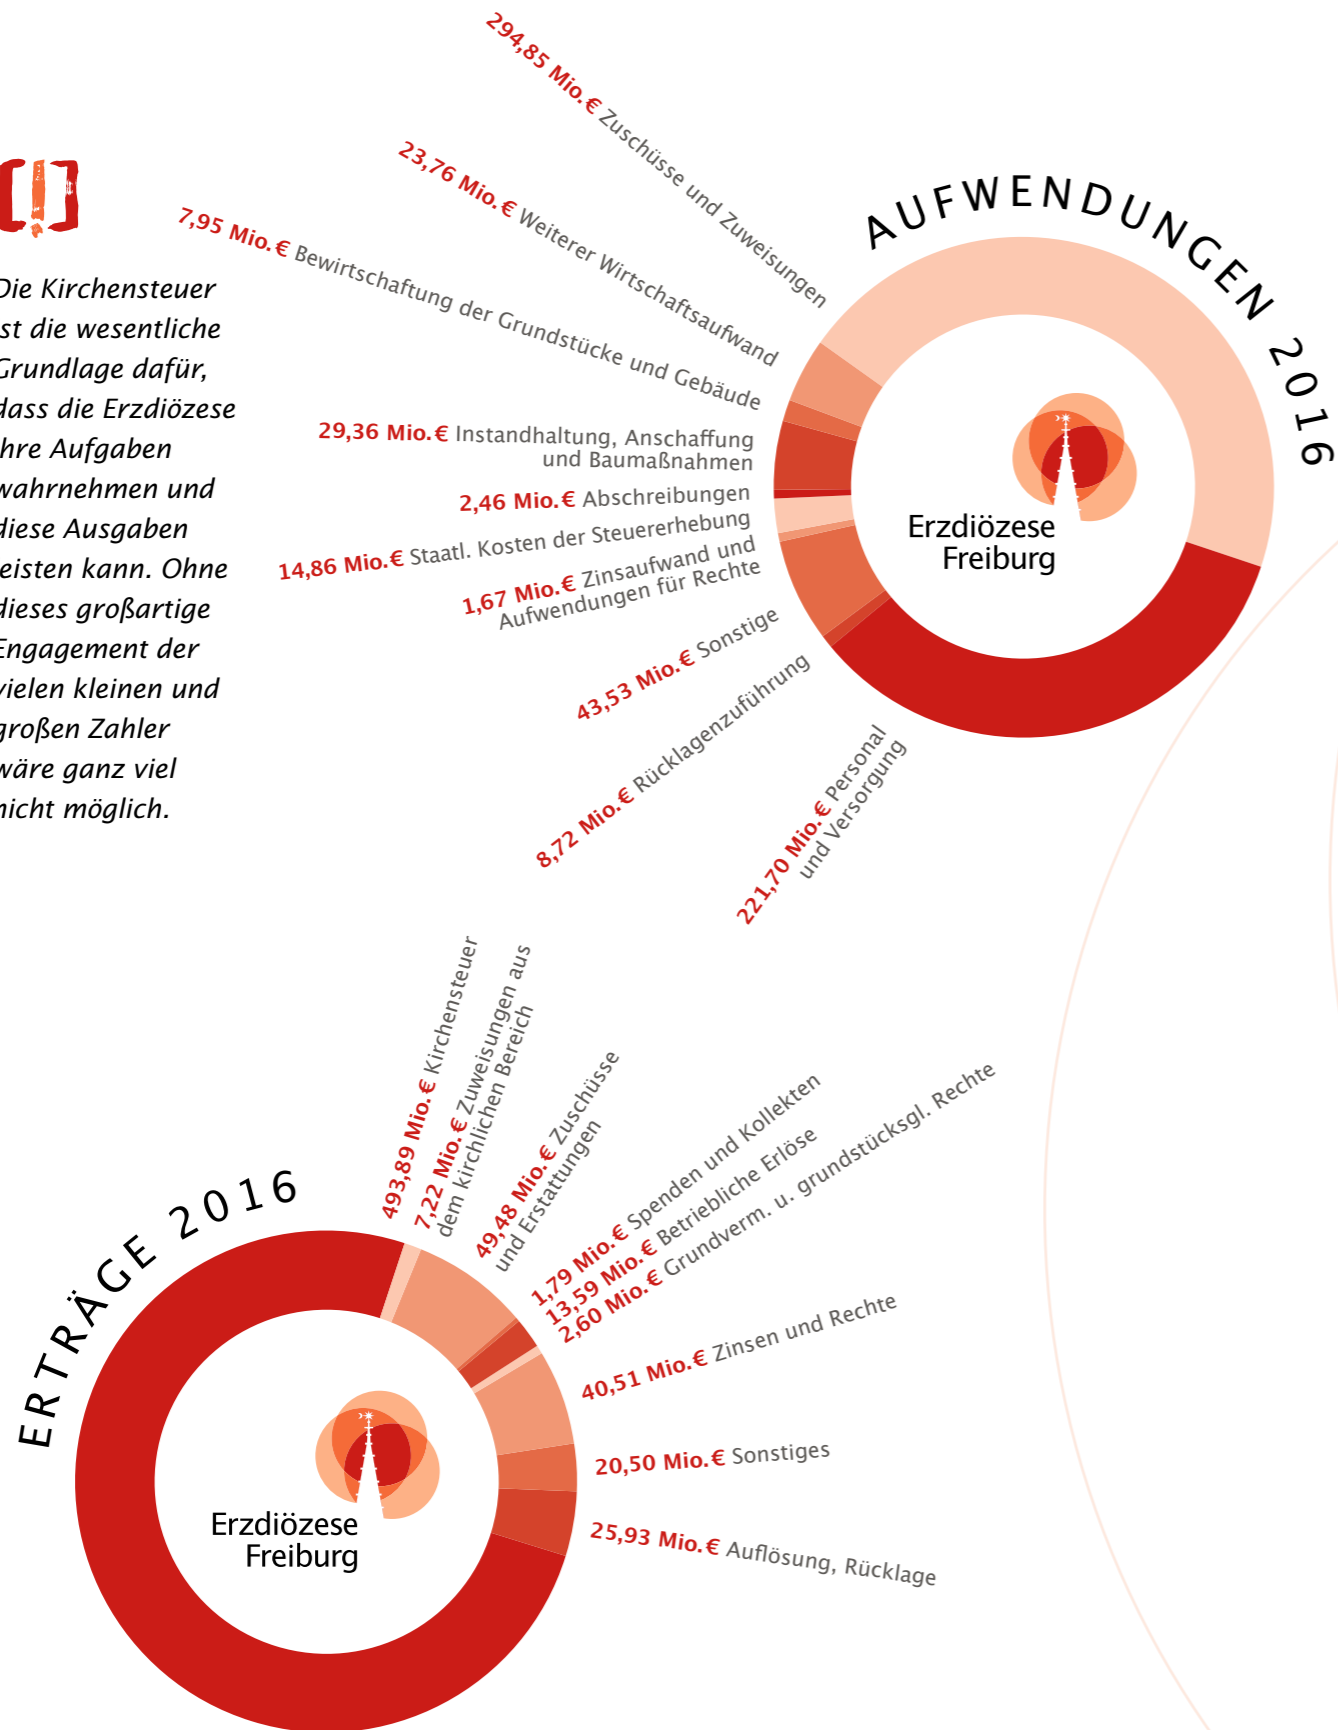 Die Kirchensteuer
ist die wesentliche
Grundlage dafür,
dass die Erzdiözese
ihre Aufgaben
wahrnehmen und
diese Ausgaben
leisten kann. Ohne
dieses großartige
Engagement der
vielen kleinen und
großen Zahler
wäre ganz viel
nicht möglich.
AUFWENDUNGEN 2016
294,85 Mio. € Zuschüsse und Zuweisungen
23,76 Mio. € Weiterer Wirtschaftsaufwand
7,95 Mio. € Bewirtschaftung der Grundstücke und Gebäude
29,36 Mio. € Instandhaltung, Anschaffung
und Baumaßnahmen
2,46 Mio. € Abschreibungen
14,86 Mio. € Staatl. Kosten der Steuererhebung
1,67 Mio. € Zinsaufwand und
Aufwendungen für Rechte
43,53 Mio. € Sonstige
8,72 Mio. € Rücklagenzuführung
221,70 Mio. € Personal
und Versorgung
Erzdiözese
Freiburg
ERTRÄGE 2016
493,89 Mio. € Kirchensteuer
7,22 Mio. € Zuweisungen aus
dem kirchlichen Bereich
49,48 Mio. € Zuschüsse
und Erstattungen
1,79 Mio. € Spenden und Kollekten
13,59 Mio. € Betriebliche Erlöse
2,60 Mio. € Grundverm. u. grundstücksgl. Rechte
40,51 Mio. € Zinsen und Rechte
20,50 Mio. € Sonstiges
25,93 Mio. € Auflösung, Rücklage
Erzdiözese
Freiburg